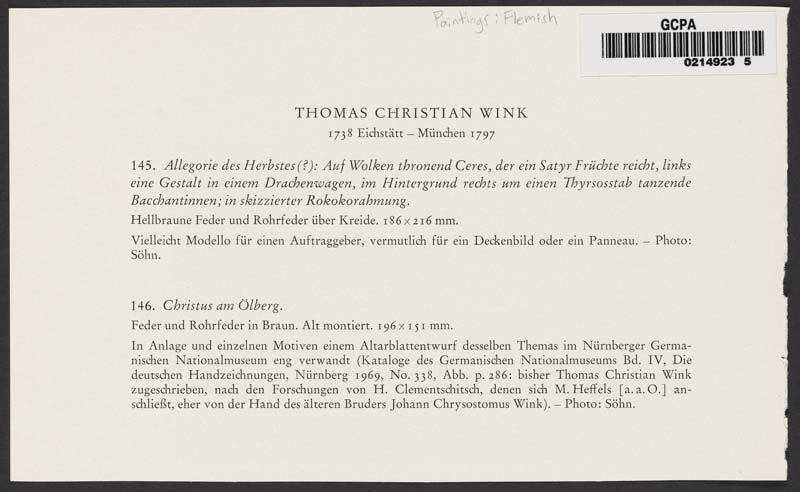 Paintings: Flemish
GCPA
0214923 5
THOMAS CHRISTIAN WINK
1738 Eichstätt – München 1797
145. Allegorie des Herbstes (?): Auf Wolken thronend Ceres, der ein Satyr Früchte reicht, links
eine Gestalt in einem Drachenwagen, im Hintergrund rechts um einen Thyrsosstab tanzende
Bacchantinnen; in skizzierter Rokokorahmung.
Hellbraune Feder und Rohrfeder über Kreide. 186 × 216 mm.
Vielleicht Modello für einen Auftraggeber, vermutlich für ein Deckenbild oder ein Panneau. – Photo:
Söhn.
146. Christus am Ölberg.
Feder und Rohrfeder in Braun. Alt montiert. 196 × 151 mm.
In Anlage und einzelnen Motiven einem Altarblattentwurf desselben Themas im Nürnberger Germa-
nischen Nationalmuseum eng verwandt (Kataloge des Germanischen Nationalmuseums Bd. IV, Die
deutschen Handzeichnungen, Nürnberg 1969, No. 338, Abb. p. 286: bisher Thomas Christian Wink
zugeschrieben, nach den Forschungen von H. Clementschitsch, denen sich M. Heffels [a. a. O.] an-
schließt, eher von der Hand des älteren Bruders Johann Chrysostomus Wink). – Photo: Söhn.